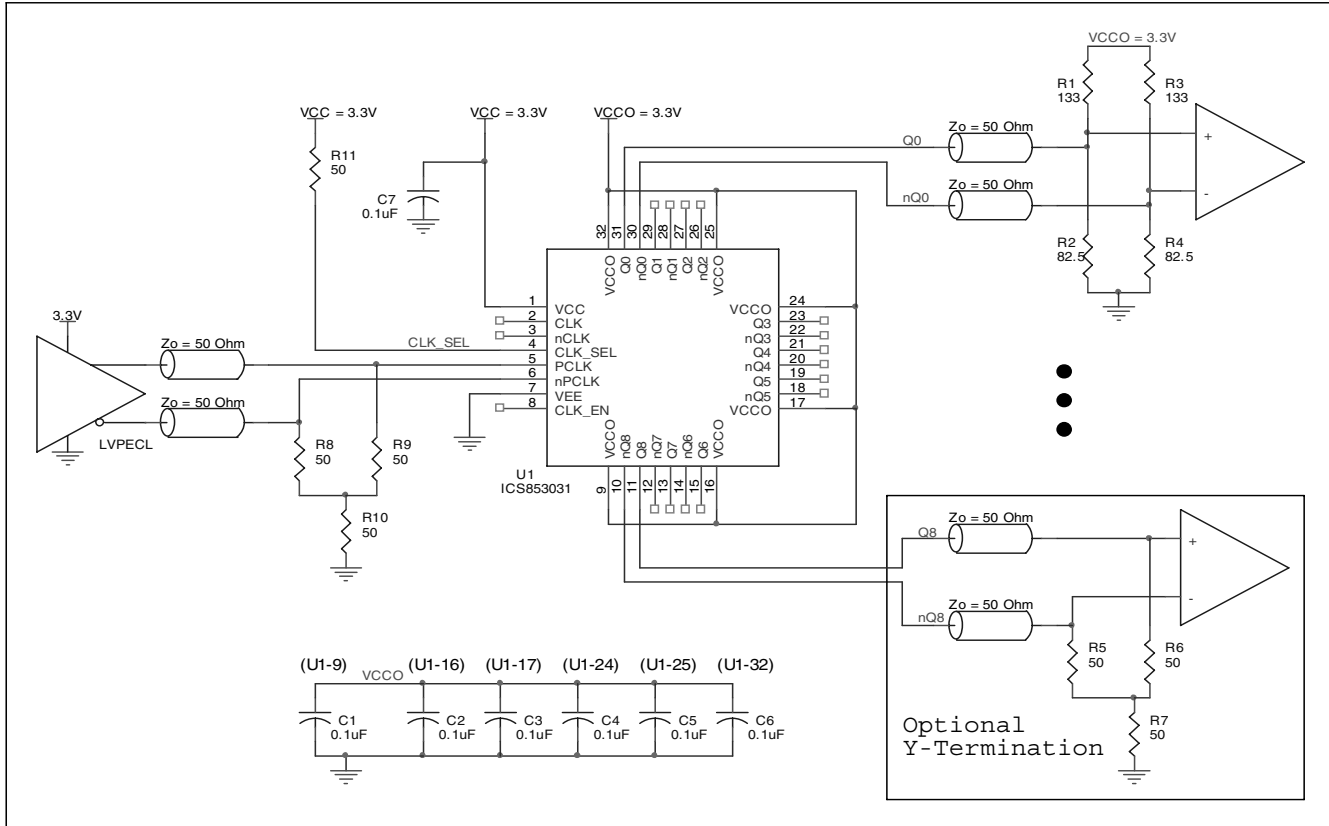 VCCO = 3.3V
R1
133
R3
133
VCC = 3.3V
VCC = 3.3V
VCCO = 3.3V
Zo = 50 Ohm
Q0
+
R11
50
C7
0.1uF
Zo = 50 Ohm
nQ0
-
32
31
30
29
28
27
26
25
VCCO
Q0
nQ0
Q1
nQ1
Q2
nQ2
VCCO
R2
82.5
R4
82.5
1
2
3
4
5
6
7
8
VCC
CLK
nCLK
CLK_SEL
PCLK
nPCLK
VEE
CLK_EN
VCCO
Q3
nQ3
Q4
nQ4
Q5
nQ5
VCCO
24
23
22
21
20
19
18
17
3.3V
CLK_SEL
Zo = 50 Ohm
Zo = 50 Ohm
LVPECL
R8
50
R9
50
R10
50
VCCO
nQ8
Q8
nQ7
Q7
nQ6
Q6
VCCO
9
10
11
12
13
14
15
16
U1
ICS853031
Q8
Zo = 50 Ohm
+
-
nQ8
Zo = 50 Ohm
R5
50
R6
50
R7
50
Optional
Y-Termination
(U1-9)
(U1-16)
(U1-17)
(U1-24)
(U1-25)
(U1-32)
VCCO
C1
0.1uF
C2
0.1uF
C3
0.1uF
C4
0.1uF
C5
0.1uF
C6
0.1uF